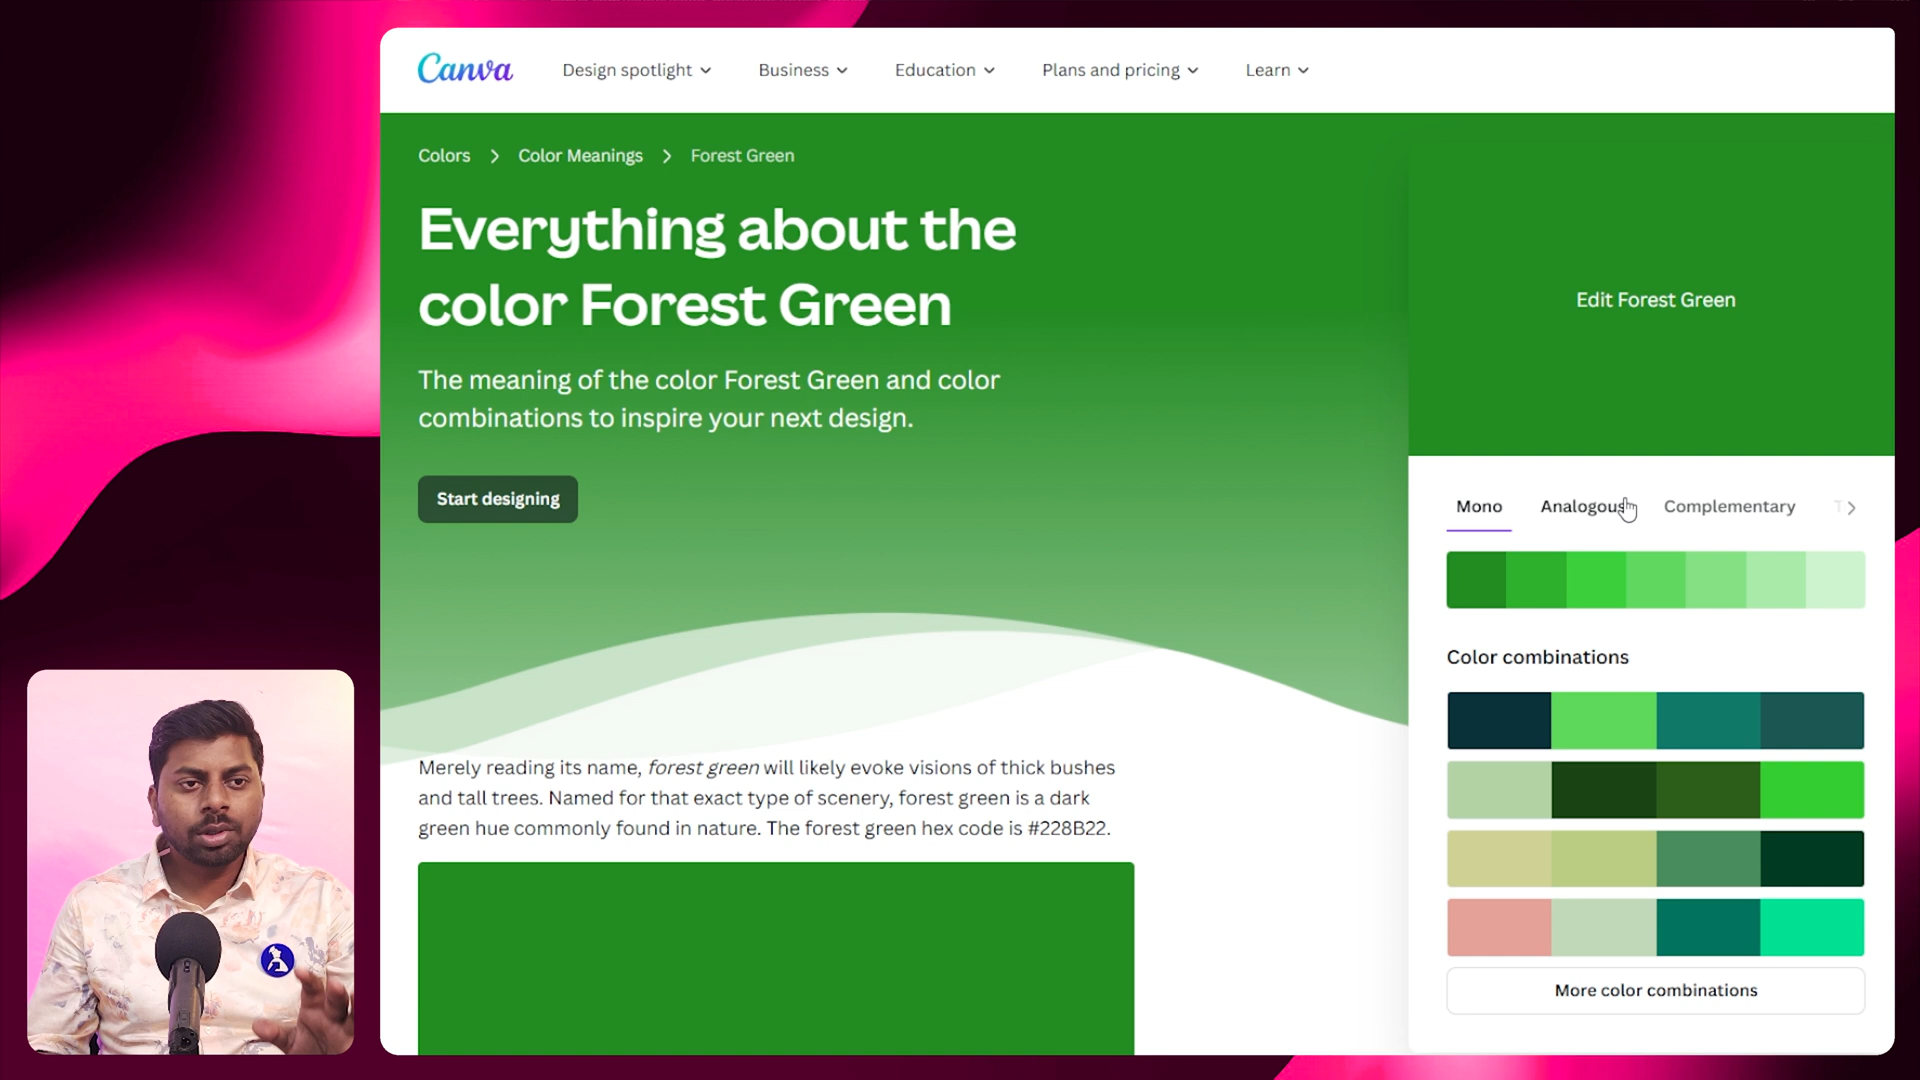 Canva
Design spotlight
Business
Education
Plans and pricing
Learn
Colors
Color Meanings
Forest Green
Everything about the
color Forest Green
The meaning of the color Forest Green and color
combinations to inspire your next design.
Start designing
Merely reading its name, forest green will likely evoke visions of thick bushes
and tall trees. Named for that exact type of scenery, forest green is a dark
green hue commonly found in nature. The forest green hex code is #228B22.
Edit Forest Green
Mono
Analogous
Complementary
Color combinations
More color combinations